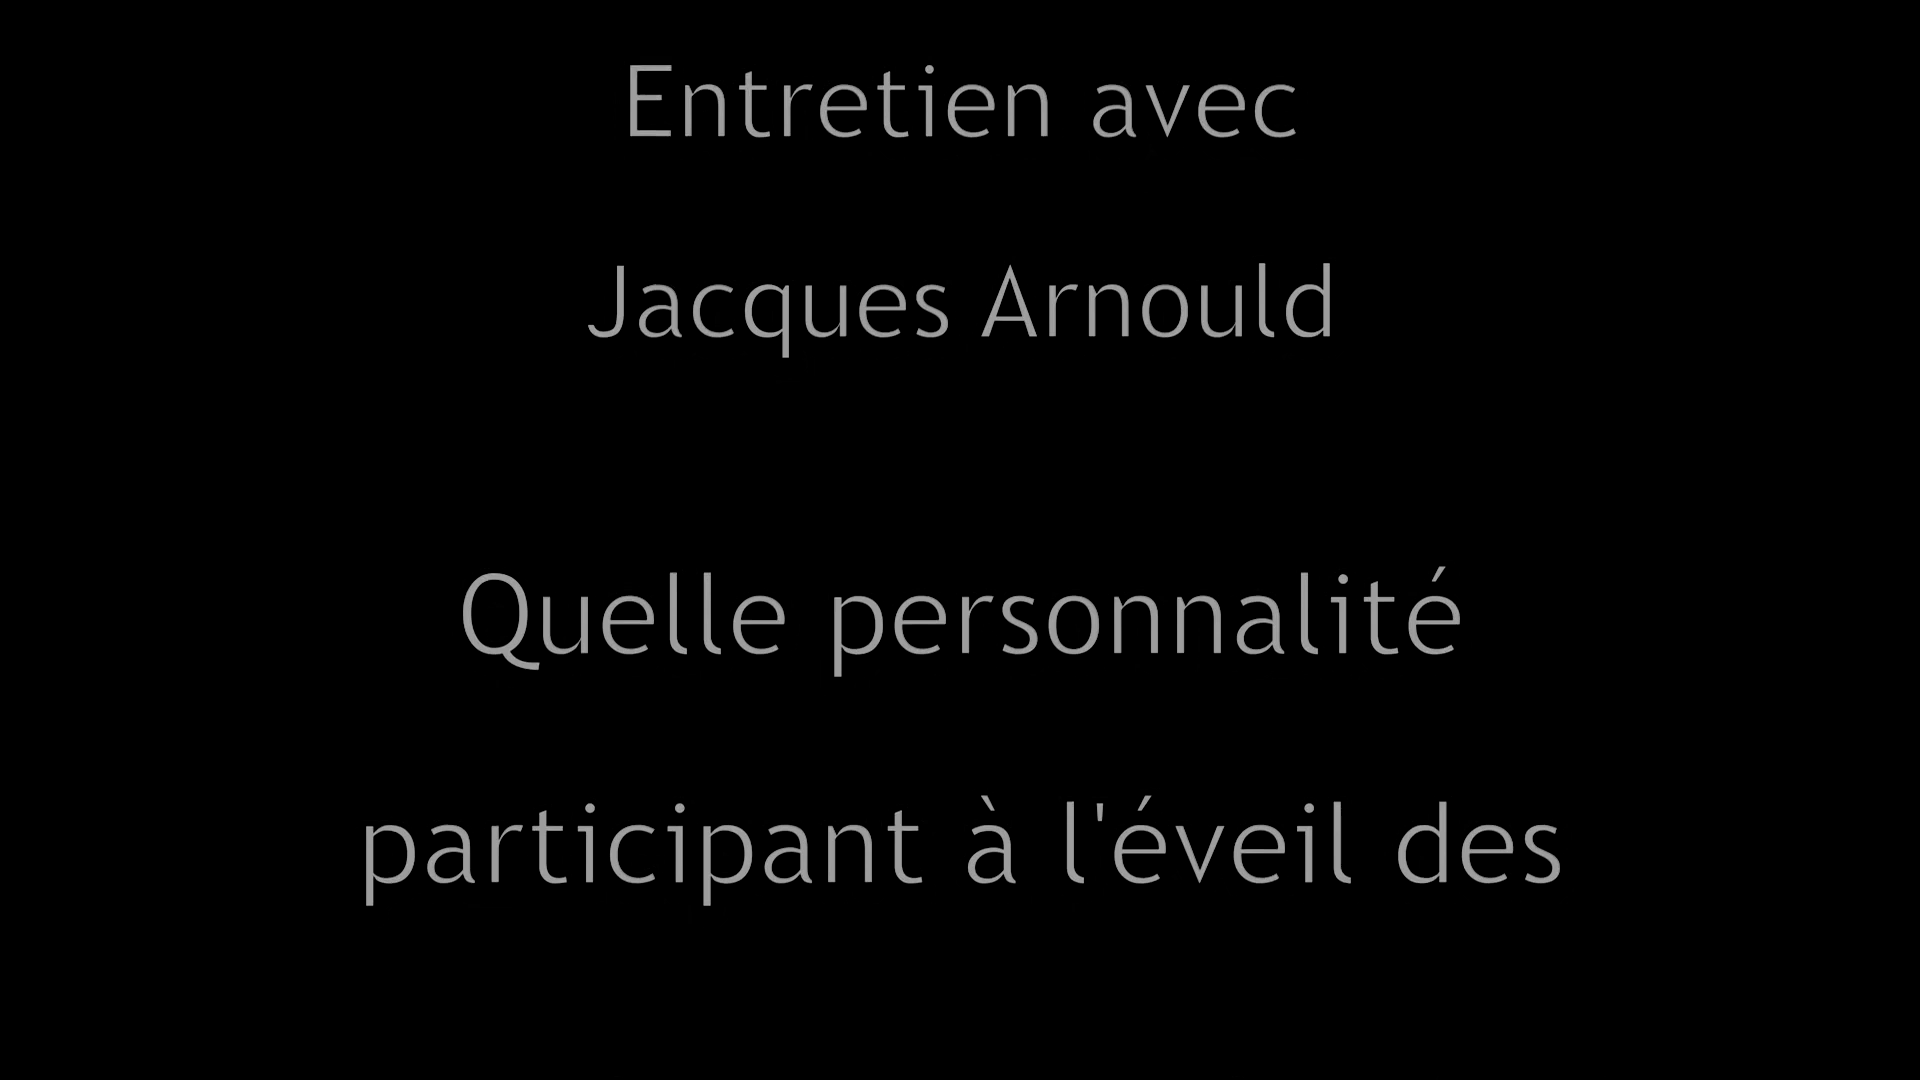 Entretien avec
Jacques Arnould
Quelle personnalité
participant à l'éveil des